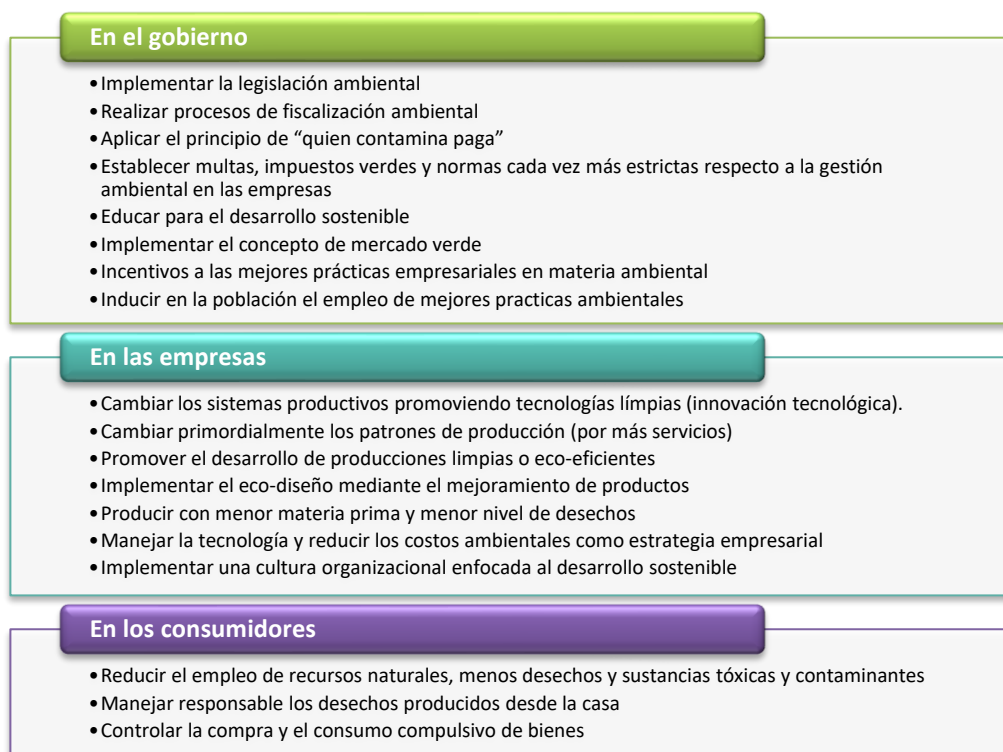 En el gobierno
•Implementar la legislación ambiental
•Realizar procesos de fiscalización ambiental
•Aplicar el principio de “quien contamina paga”
•Establecer multas, impuestos verdes y normas cada vez más estrictas respecto a la gestión
ambiental en las empresas
•Educar para el desarrollo sostenible
•Implementar el concepto de mercado verde
•Incentivos a las mejores prácticas empresariales en materia ambiental
•Inducir en la población el empleo de mejores practicas ambientales
En las empresas
•Cambiar los sistemas productivos promoviendo tecnologías límpias (innovación tecnológica).
•Cambiar primordialmente los patrones de producción (por más servicios)
•Promover el desarrollo de producciones limpias o eco-eficientes
•Implementar el eco-diseño mediante el mejoramiento de productos
•Producir con menor materia prima y menor nivel de desechos
•Manejar la tecnología y reducir los costos ambientales como estrategia empresarial
•Implementar una cultura organizacional enfocada al desarrollo sostenible
En los consumidores
•Reducir el empleo de recursos naturales, menos desechos y sustancias tóxicas y contaminantes
•Manejar responsable los desechos producidos desde la casa
•Controlar la compra y el consumo compulsivo de bienes